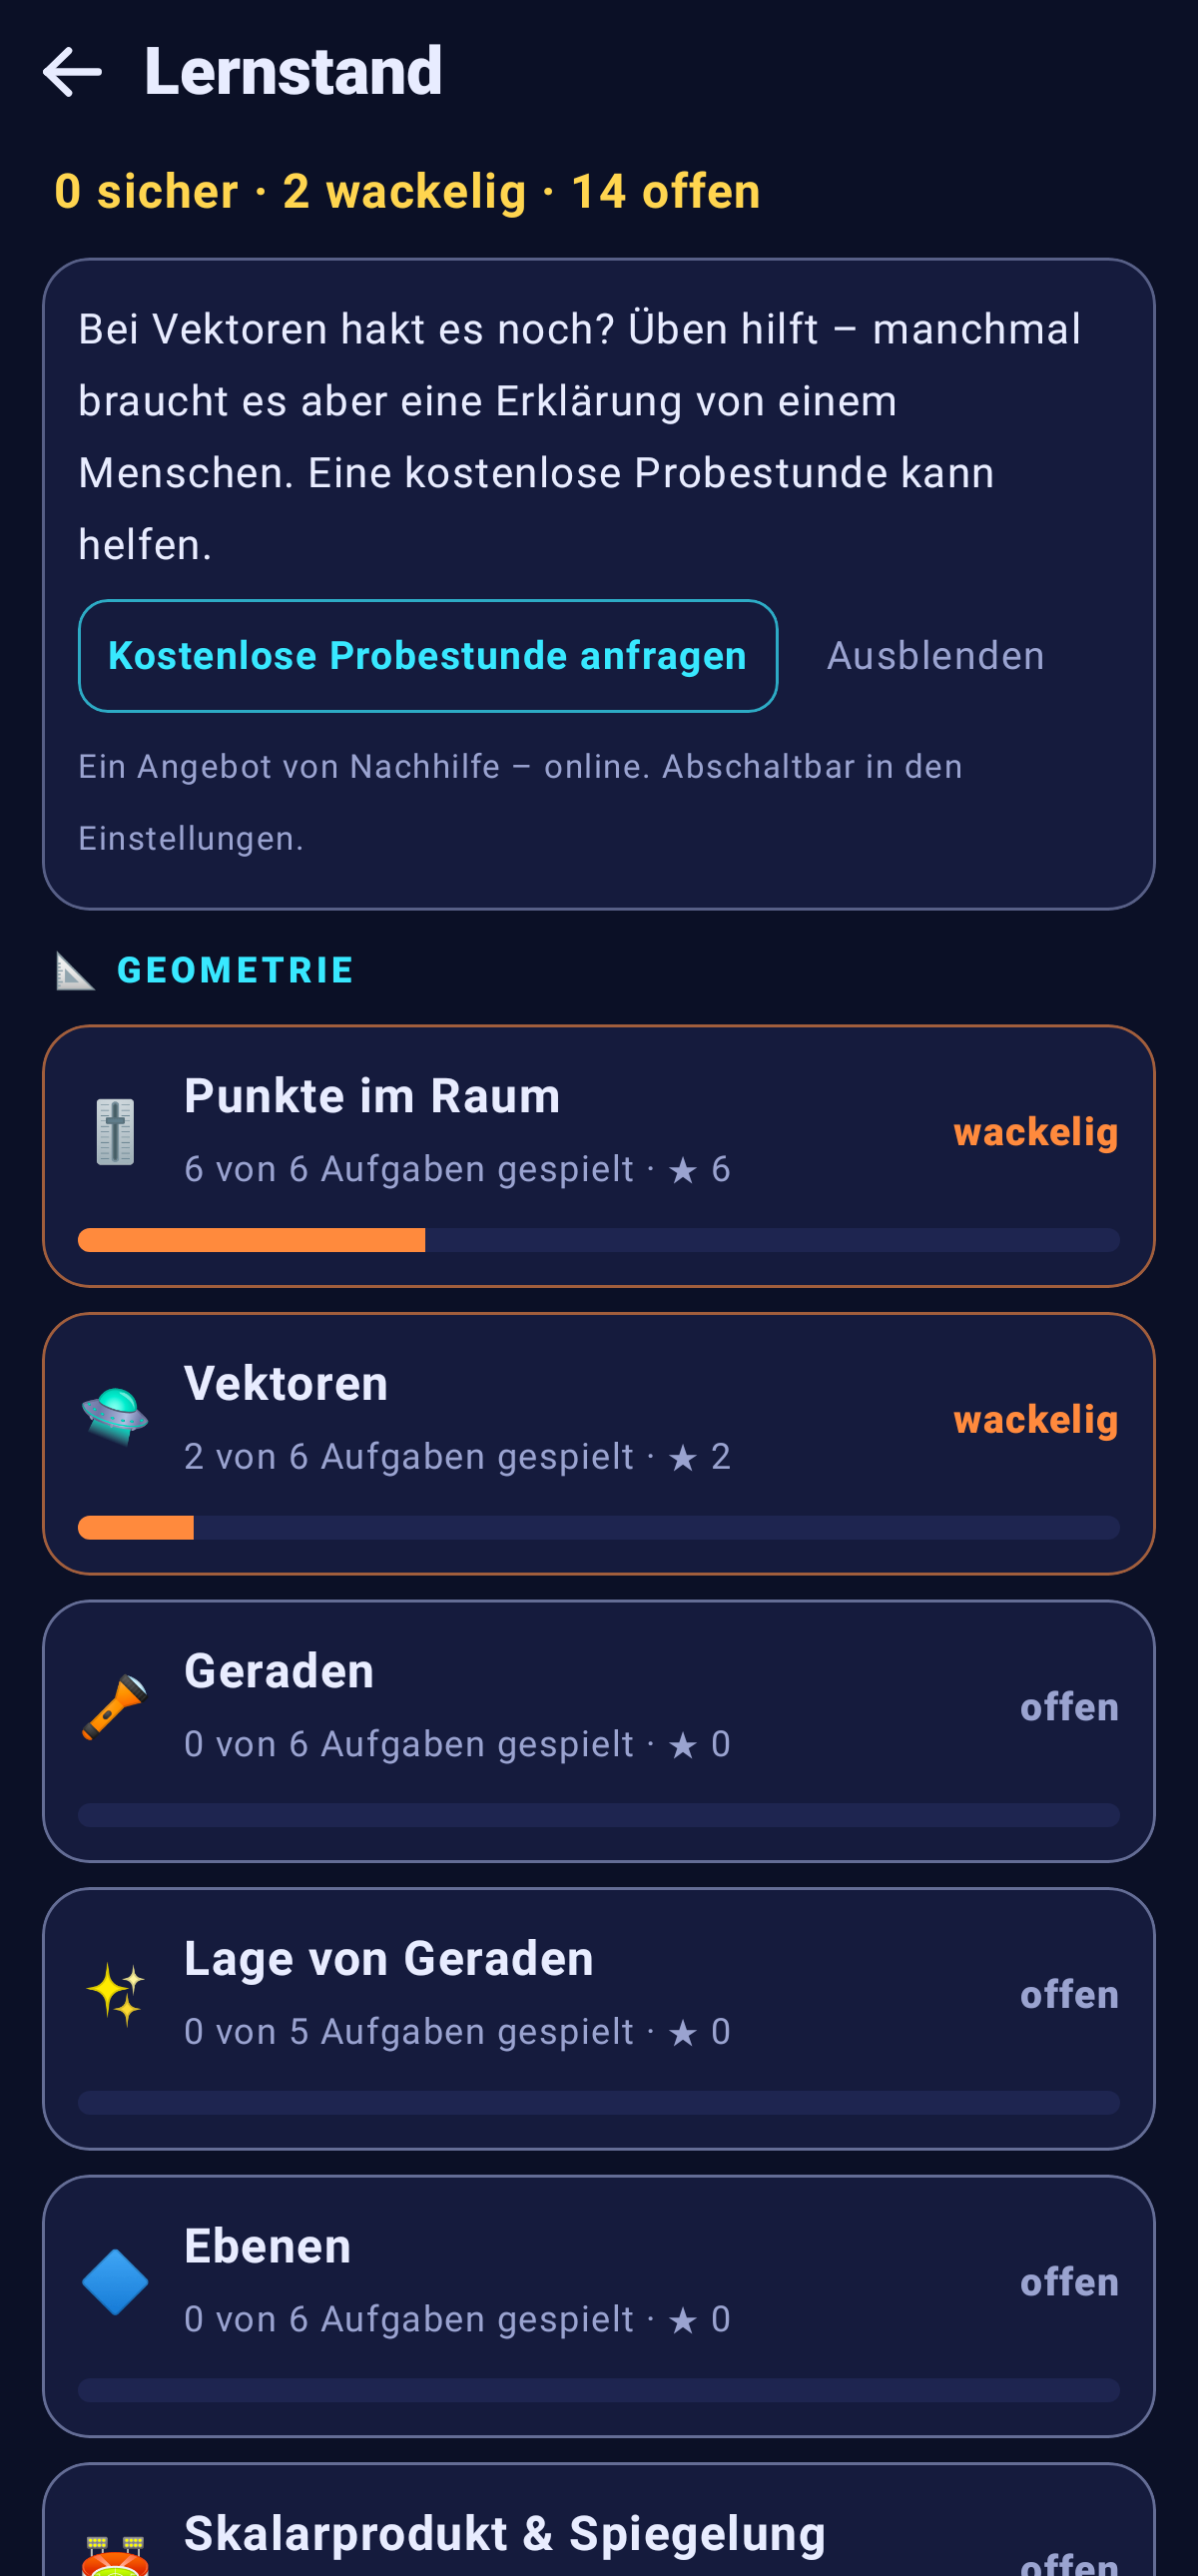 Lernstand
0 sicher · 2 wackelig · 14 offen
Bei Vektoren hakt es noch? Üben hilft – manchmal
braucht es aber eine Erklärung von einem
Menschen. Eine kostenlose Probestunde kann
helfen.
Kostenlose Probestunde anfragen
Ausblenden
Ein Angebot von Nachhilfe – online. Abschaltbar in den
Einstellungen.
GEOMETRIE
Punkte im Raum
wackelig
6 von 6 Aufgaben gespielt · ★ 6
Vektoren
wackelig
2 von 6 Aufgaben gespielt · ★ 2
Geraden
offen
0 von 6 Aufgaben gespielt · ★ 0
Lage von Geraden
offen
0 von 5 Aufgaben gespielt · ★ 0
Ebenen
offen
0 von 6 Aufgaben gespielt · ★ 0
Skalarprodukt & Spiegelung
offen